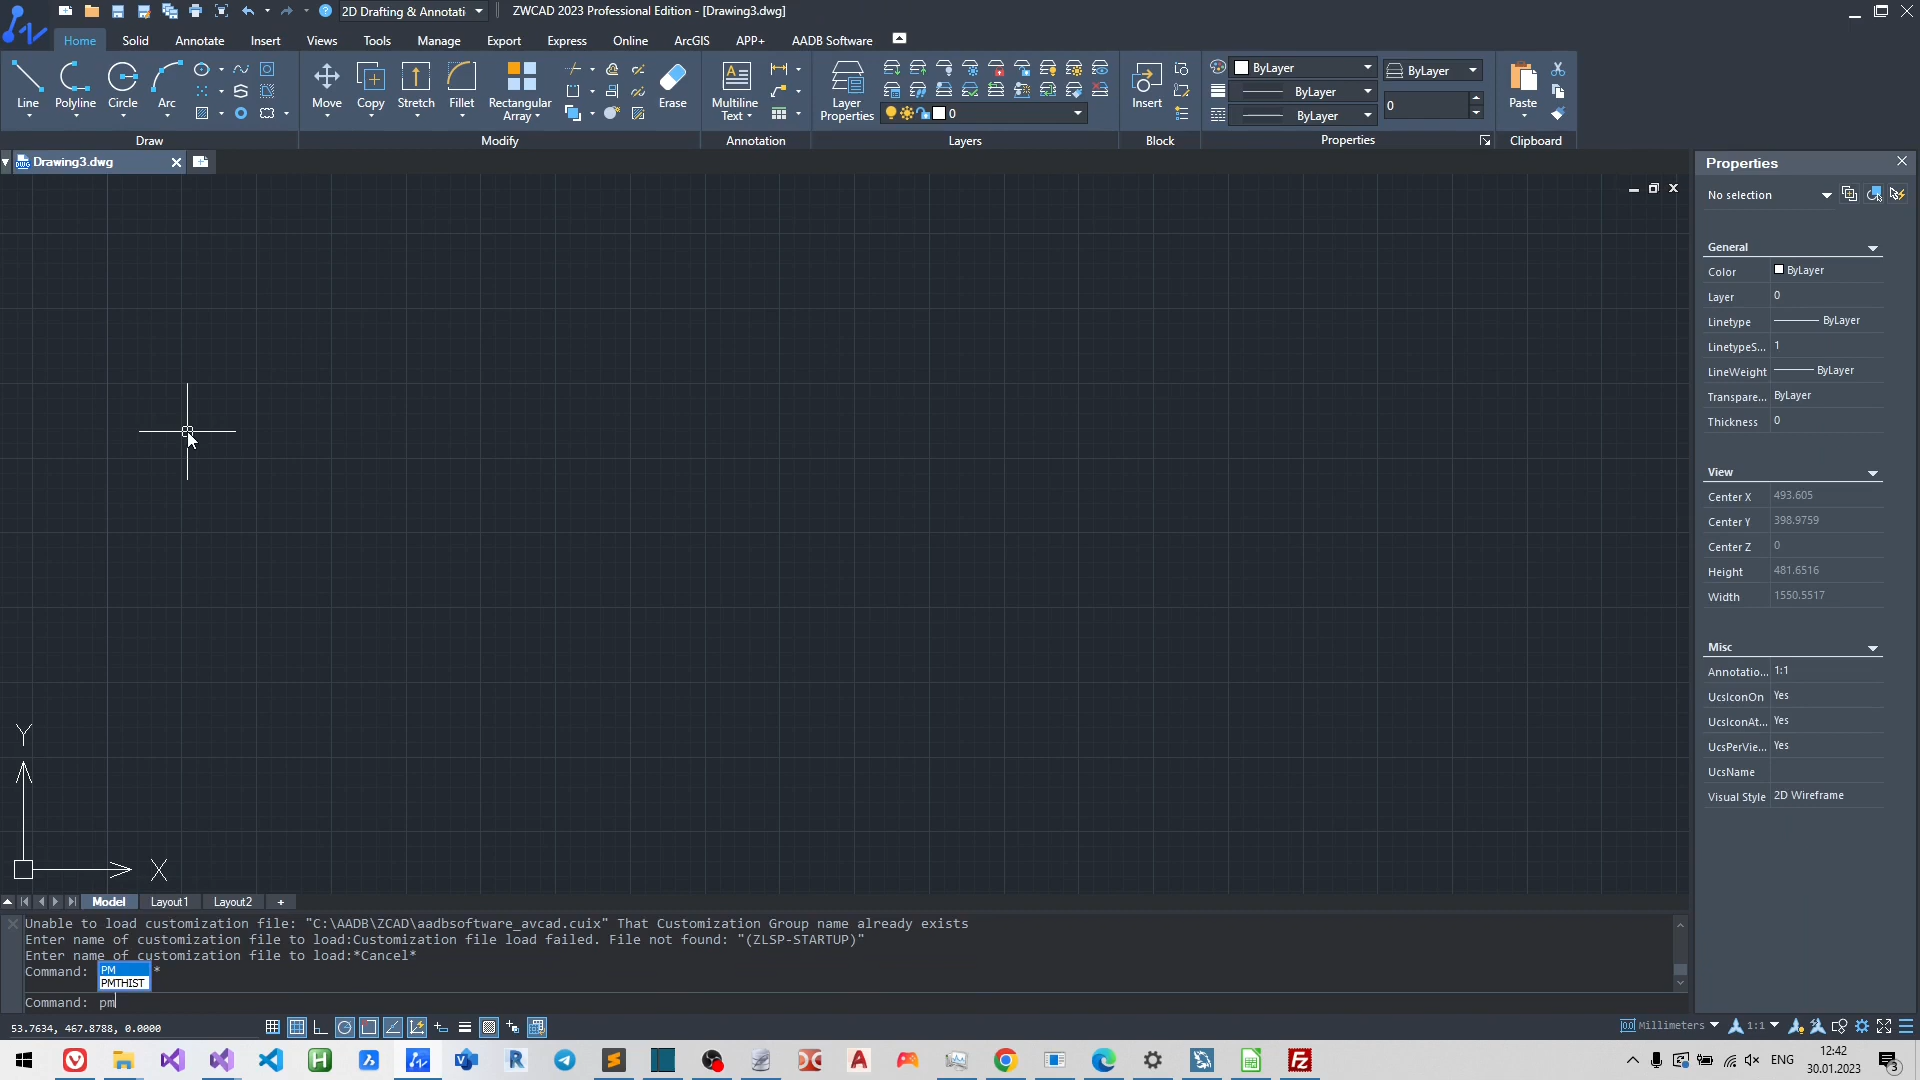 2D Drafting & Annotati
ZWCAD 2023 Professional Edition - [Drawing3.dwg]
Home Solid Annotate Insert Views Tools Manage Export Express Online ArcGIS APP+ AADB Software
Line Polyline Circle Arc
Move Copy Stretch Fillet Rectangular Array Erase
Multiline Text
Layer Properties
0
Insert
ByLayer ByLayer
ByLayer 0
ByLayer
Paste
Draw Modify Annotation Layers Block Properties Clipboard
Drawing3.dwg
Properties
No selection
General
Color ByLayer
Layer 0
Linetype ByLayer
LinetypeS... 1
LineWeight ByLayer
Transpare... ByLayer
Thickness 0
View
Center X 493.605
Center Y 398.9759
Center Z 0
Height 481.6516
Width 1550.5517
Misc
Annotatio... 1:1
UcsIconOn Yes
UcsIconAt... Yes
UcsPerVie... Yes
UcsName
Visual Style 2D Wireframe
Y
X
Model Layout1 Layout2 +
Unable to load customization file: "C:\AADB\ZCAD\aadbsoftware_avcad.cuix" That Customization Group name already exists
Enter name of customization file to load:Customization file load failed. File not found: "(ZLSP-STARTUP)"
Enter name of customization file to load:*Cancel*
Command: *
PM
PMTHIST
Command: pm
53.7634, 467.8788, 0.0000
Millimeters 1:1
ENG
12:42
30.01.2023
3